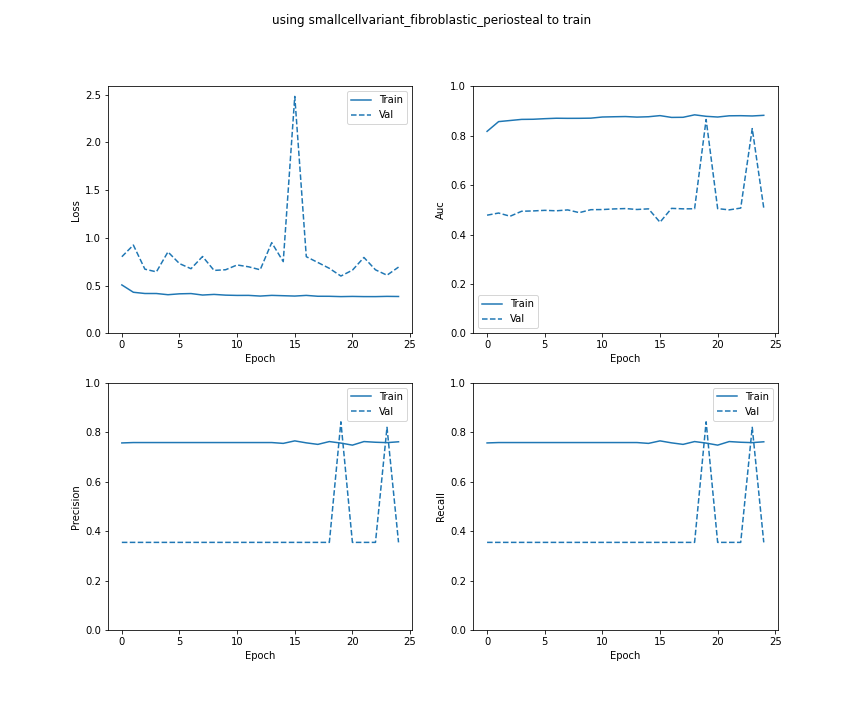 using smallcellvariant_fibroblastic_periosteal to train
2.5
2.0
1.5
1.0
0.5
0.0
Loss
0 5 10 15 20 25
Epoch
Train
Val
1.0
0.8
0.6
0.4
0.2
0.0
Auc
0 5 10 15 20 25
Epoch
Train
Val
1.0
0.8
0.6
0.4
0.2
0.0
Precision
0 5 10 15 20 25
Epoch
Train
Val
1.0
0.8
0.6
0.4
0.2
0.0
Recall
0 5 10 15 20 25
Epoch
Train
Val